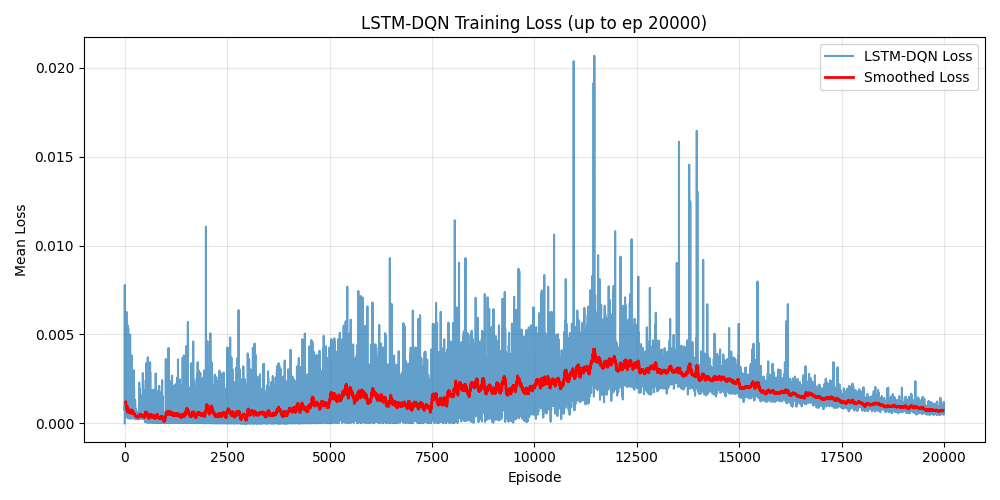 LSTM-DQN Training Loss (up to ep 20000)
LSTM-DQN Loss
Smoothed Loss
0.020
0.015
0.010
0.005
0.000
Mean Loss
0 2500 5000 7500 10000 12500 15000 17500 20000
Episode